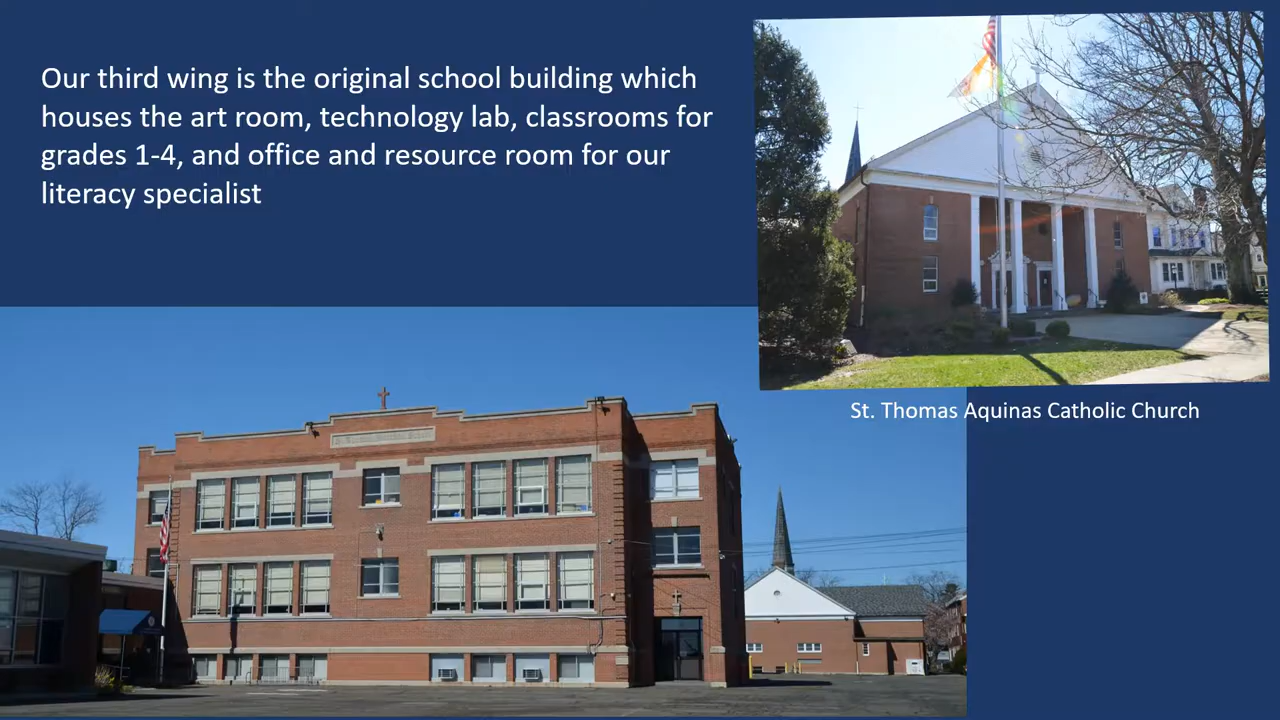 Our third wing is the original school building which
houses the art room, technology lab, classrooms for
grades 1-4, and office and resource room for our
literacy specialist
St. Thomas Aquinas Catholic Church